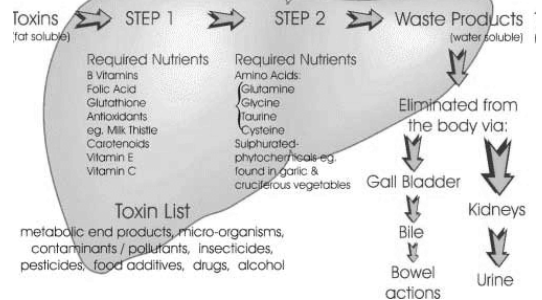 Toxins STEP 1 STEP 2 Waste Products
(fat soluble) (water soluble)
Required Nutrients
B Vitamins
Folic Acid
Glutathione
Antioxidants
eg. Milk Thistle
Carotenoids
Vitamin E
Vitamin C
Required Nutrients
Amino Acids:
Glutamine
Glycine
Taurine
Cysteine
Sulphurated-
phytochemicals eg.
found in garlic &
cruciferous vegetables
Eliminated from
the body via:
Gall Bladder
Bile
Bowel
actions
Kidneys
Urine
Toxin List
metabolic end products, micro-organisms,
contaminants / pollutants, insecticides,
pesticides, food additives, drugs, alcohol